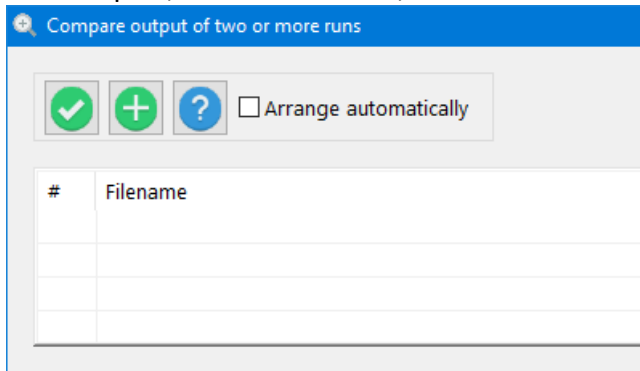 Compare output of two or more runs
Arrange automatically
# Filename